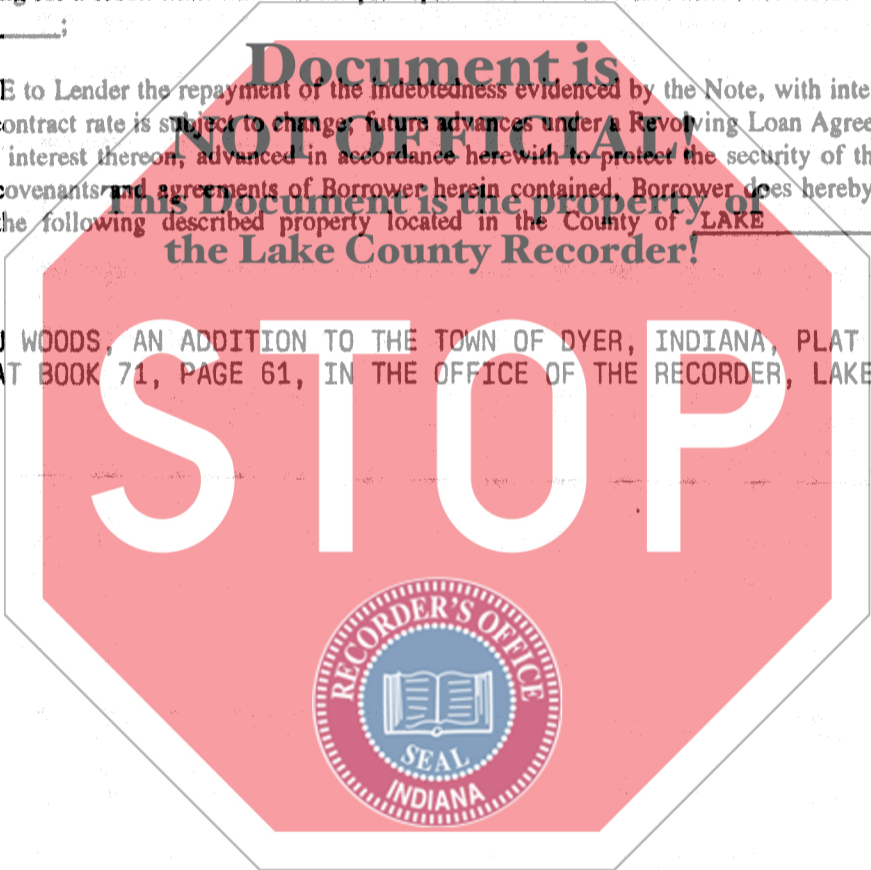 Document is
E to Lender the repayment of the indebtedness evidenced by the Note, with inte
contract rate is subject to change; future advances under a Revolving Loan Agree
NOT OFFICIAL!
interest thereon, advanced in accordance herewith to protect the security of th
covenants and agreements of Borrower herein contained, Borrower does hereby
This Document is the property of
the following described property located in the County of LAKE
the Lake County Recorder!
WOODS, AN ADDITION TO THE TOWN OF DYER, INDIANA, PLAT
AT BOOK 71, PAGE 61, IN THE OFFICE OF THE RECORDER, LAKE
STOP
RECORDER'S OFFICE
SEAL
INDIANA